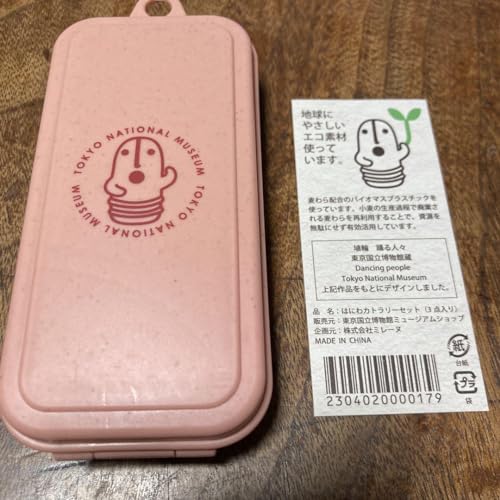 TOKYO NATIONAL MUSEUM
TOKYO NATIONAL MUSEUM
地球に
やさしい
エコ素材
使って
います。
麦わら配合のバイオマスプラスチックを
使っています。小麦の生産過程で廃棄さ
れる麦わらを再利用することで、資源を
無駄にせず有効活用しています。
埴輪 踊る人々
東京国立博物館蔵
Dancing people
Tokyo National Museum
上記作品をもとにデザインしました。
品 名：はにわカトラリーセット（3点入り）
販売元：東京国立博物館ミュージアムショップ
企画元：株式会社ミレーヌ
MADE IN CHINA
紙
台紙
プラ
袋
2304020000179